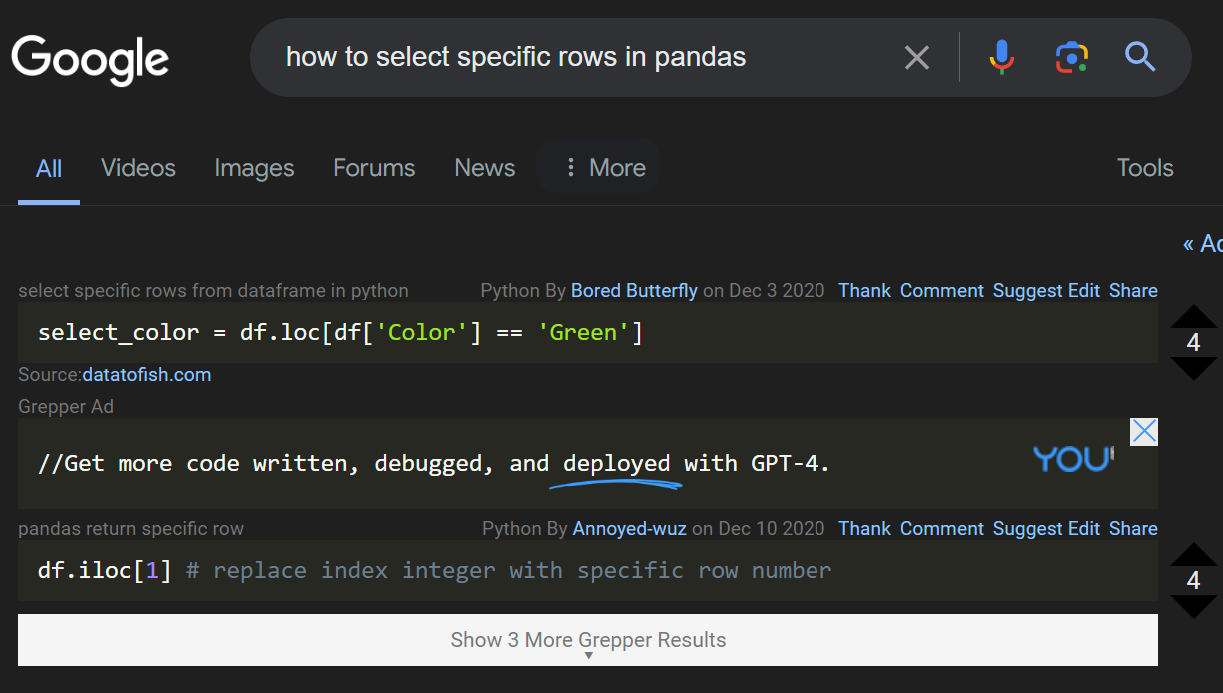 Google
how to select specific rows in pandas
All Videos Images Forums News More Tools
«
select specific rows from dataframe in python Python By Bored Butterfly on Dec 3 2020 Thank Comment Suggest Edit Share
select_color = df.loc[df['Color'] == 'Green']
4
Source:datatofish.com
Grepper Ad
//Get more code written, debugged, and deployed with GPT-4.
YOU
pandas return specific row Python By Annoyed-wuz on Dec 10 2020 Thank Comment Suggest Edit Share
df.iloc[1] # replace index integer with specific row number
4
Show 3 More Grepper Results